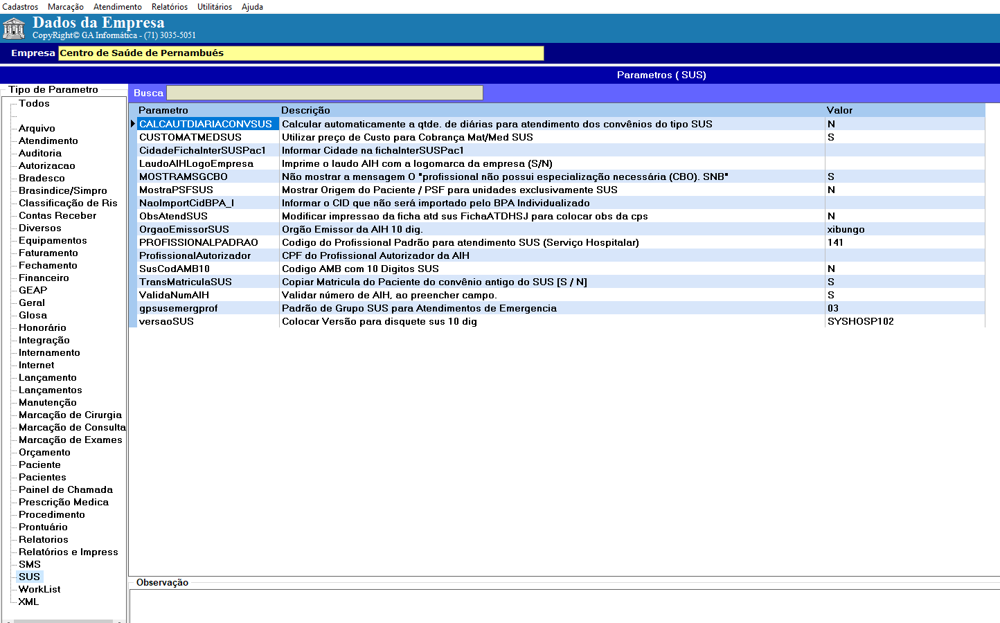 Cadastros Marcação Atendimento Relatórios Utilitários Ajuda
Dados da Empresa
CopyRight© GA Informática - (71) 3035-5051
Empresa Centro de Saúde de Pernambués
Parametros ( SUS)
Tipo de Parametro
Todos
Arquivo
Atendimento
Auditoria
Autorizacao
Bradesco
Brasindice/Simpro
Classificação de Ris
Contas Receber
Diversos
Equipamentos
Faturamento
Fechamento
Financeiro
GEAP
Geral
Glosa
Honorário
Integração
Internamento
Internet
Lançamento
Lançamentos
Manutenção
Marcação de Cirurgia
Marcação de Consulta
Marcação de Exames
Orçamento
Paciente
Pacientes
Painel de Chamada
Prescrição Medica
Procedimento
Prontuário
Relatorios
Relatórios e Impress
SMS
SUS
WorkList
XML
Busca
Parametro Descrição Valor
CALCAUTDIARIACONVSUS Calcular automaticamente a qtde. de diárias para atendimento dos convênios do tipo SUS N
CUSTOMATMEDSUS Utilizar preço de Custo para Cobrança Mat/Med SUS S
CidadeFichaInterSUSPac1 Informar Cidade na fichaInterSUSPac1
LaudoAIHLogoEmpresa Imprime o laudo AIH com a logomarca da empresa (S/N)
MOSTRAMSGCBO Não mostrar a mensagem O "profissional não possui especialização necessária (CBO). SNB" S
MostraPSFSUS Mostrar Origem do Paciente / PSF para unidades exclusivamente SUS N
NaoImportCidBPA_I Informar o CID que não será importado pelo BPA Individualizado
ObsAtendSUS Modificar impressao da ficha atd sus FichaATDHSJ para colocar obs da cps N
OrgaoEmissorSUS Orgão Emissor da AIH 10 dig. xibungo
PROFISSIONALPADRAO Codigo do Profissional Padrão para atendimento SUS (Serviço Hospitalar) 141
ProfissionalAutorizador CPF do Profissional Autorizador da AIH
SusCodAMB10 Codigo AMB com 10 Digitos SUS N
TransMatriculaSUS Copiar Matricula do Paciente do convênio antigo do SUS [S / N] S
ValidaNumAIH Validar número de AIH, ao preencher campo. S
gpsusemergprof Padrão de Grupo SUS para Atendimentos de Emergencia 03
versaoSUS Colocar Versão para disquete sus 10 dig SYSHOSP102
Observação